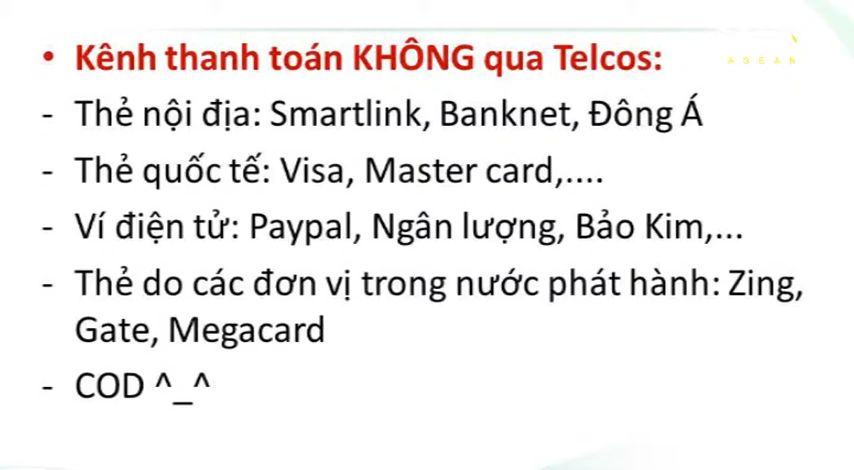 • Kênh thanh toán KHÔNG qua Telcos:
- Thẻ nội địa: Smartlink, Banknet, Đông Á
- Thẻ quốc tế: Visa, Master card,....
- Ví điện tử: Paypal, Ngân lượng, Bảo Kim,...
- Thẻ do các đơn vị trong nước phát hành: Zing,
Gate, Megacard
- COD ^_^
ASEAN